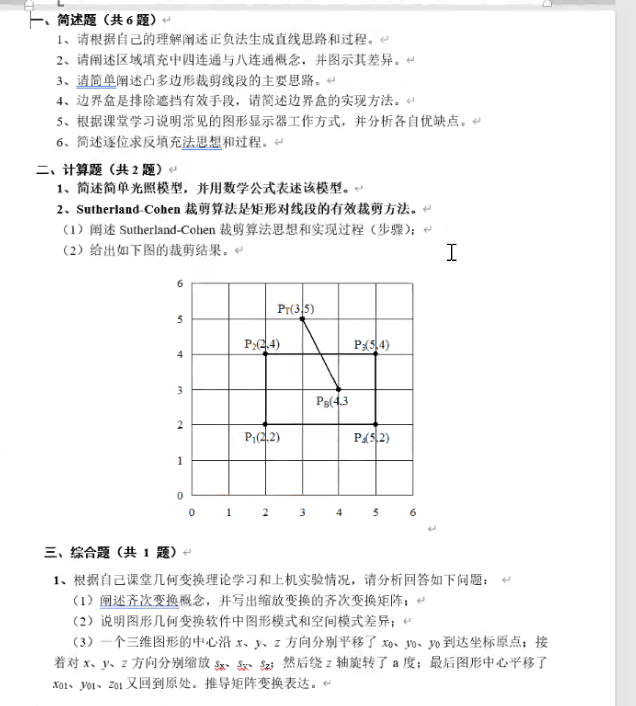 一、简述题（共6题）
1、请根据自己的理解阐述正负法生成直线思路和过程。
2、请阐述区域填充中四连通与八连通概念，并图示其差异。
3、请简单阐述凸多边形裁剪线段的主要思路。
4、边界盒是排除遮挡有效手段，请简述边界盒的实现方法。
5、根据课堂学习说明常见的图形显示器工作方式，并分析各自优缺点。
6、简述逐位求反填充法思想和过程。
二、计算题（共2题）
1、简述简单光照模型，并用数学公式表述该模型。
2、Sutherland-Cohen 裁剪算法是矩形对线段的有效裁剪方法。
（1）阐述 Sutherland-Cohen 裁剪算法思想和实现过程（步骤）；
（2）给出如下图的裁剪结果。
6
5
4
3
2
1
0
PT(3,5)
P2(2,4)
P3(5,4)
PB(4,3
P1(2,2)
P4(5,2)
0 1 2 3 4 5 6
三、综合题（共 1 题）
1、根据自己课堂几何变换理论学习和上机实验情况，请分析回答如下问题：
（1）阐述齐次变换概念，并写出缩放变换的齐次变换矩阵；
（2）说明图形几何变换软件中图形模式和空间模式差异；
（3）一个三维图形的中心沿 x、y、z 方向分别平移了 x0、y0、y0 到达坐标原点；接
着对 x、y、z 方向分别缩放 sx、sy、sz；然后绕 z 轴旋转了 a 度；最后图形中心平移了
x01、y01、z01 又回到原处。推导矩阵变换表达。